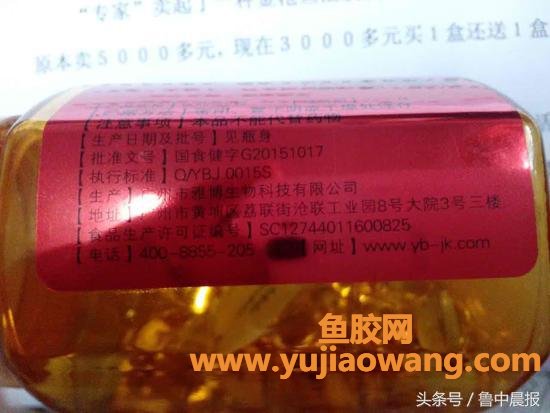 “专家”卖起了一种金
原本卖5000多元,现在3000多元买1盒还送1盒
【注意事项】本品不能代替药物
【生产日期及批号】见瓶身
【批准文号】国食健字G20151017
【执行标准】Q/YBJ 0015S
【生产】广州市雅博生物科技有限公司
【地址】广州市黄埔区荔联街沧联工业园8号大院3号三楼
【食品生产许可证编号】SC12744011600825
【电话】400-8855-205 【网址】www.yb-jk.com
鱼胶网
www.yujiaowang.com
头条号/鲁中晨报